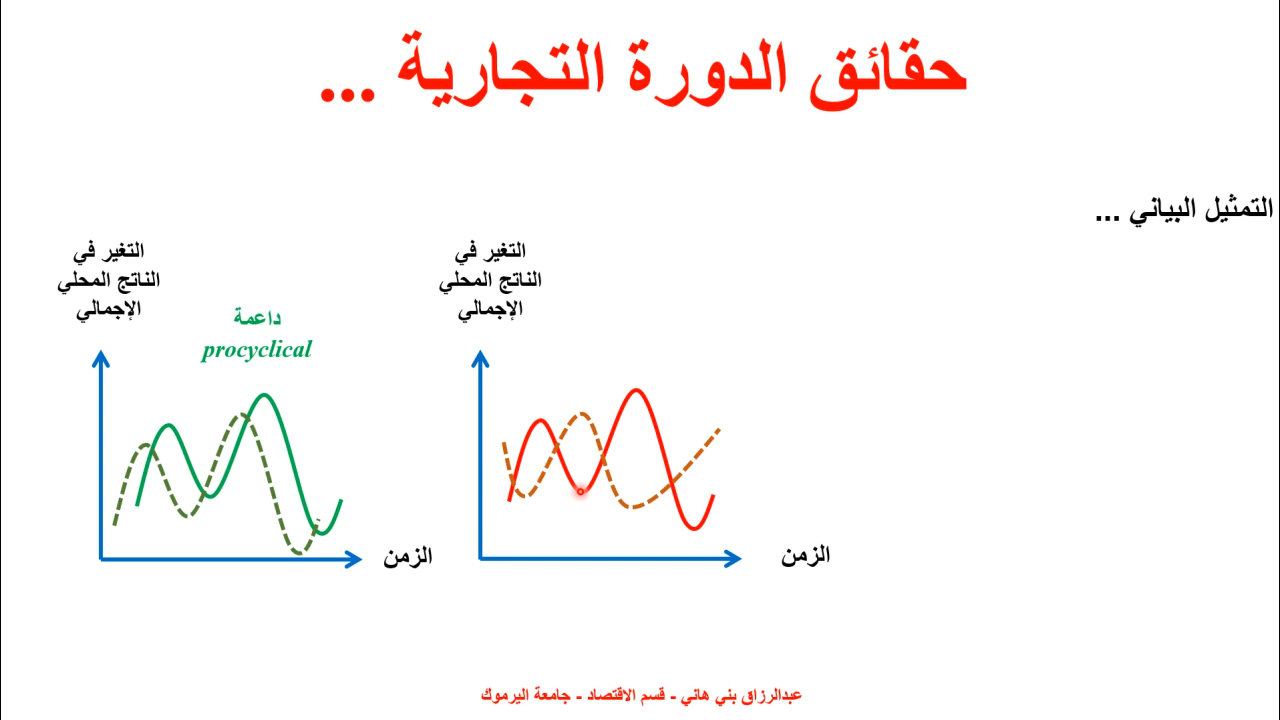 حقائق الدورة التجارية ...
التمثيل البياني ...
التغير في
الناتج المحلي
الإجمالي
داعمة
procyclical
الزمن
التغير في
الناتج المحلي
الإجمالي
الزمن
عبدالرزاق بني هاني - قسم الاقتصاد - جامعة اليرموك